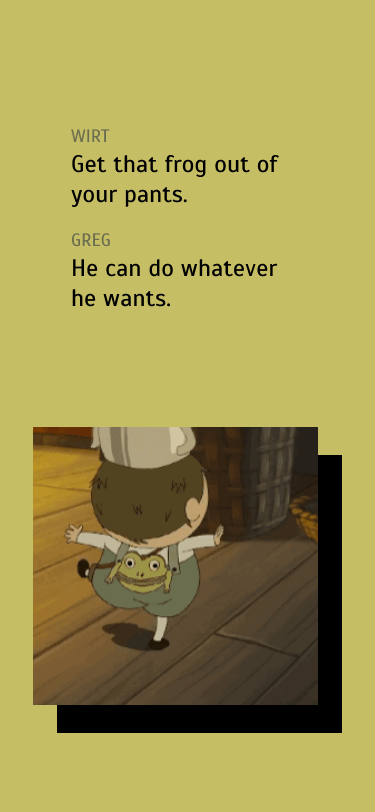 WIRT
Get that frog out of
your pants.
GREG
He can do whatever
he wants.